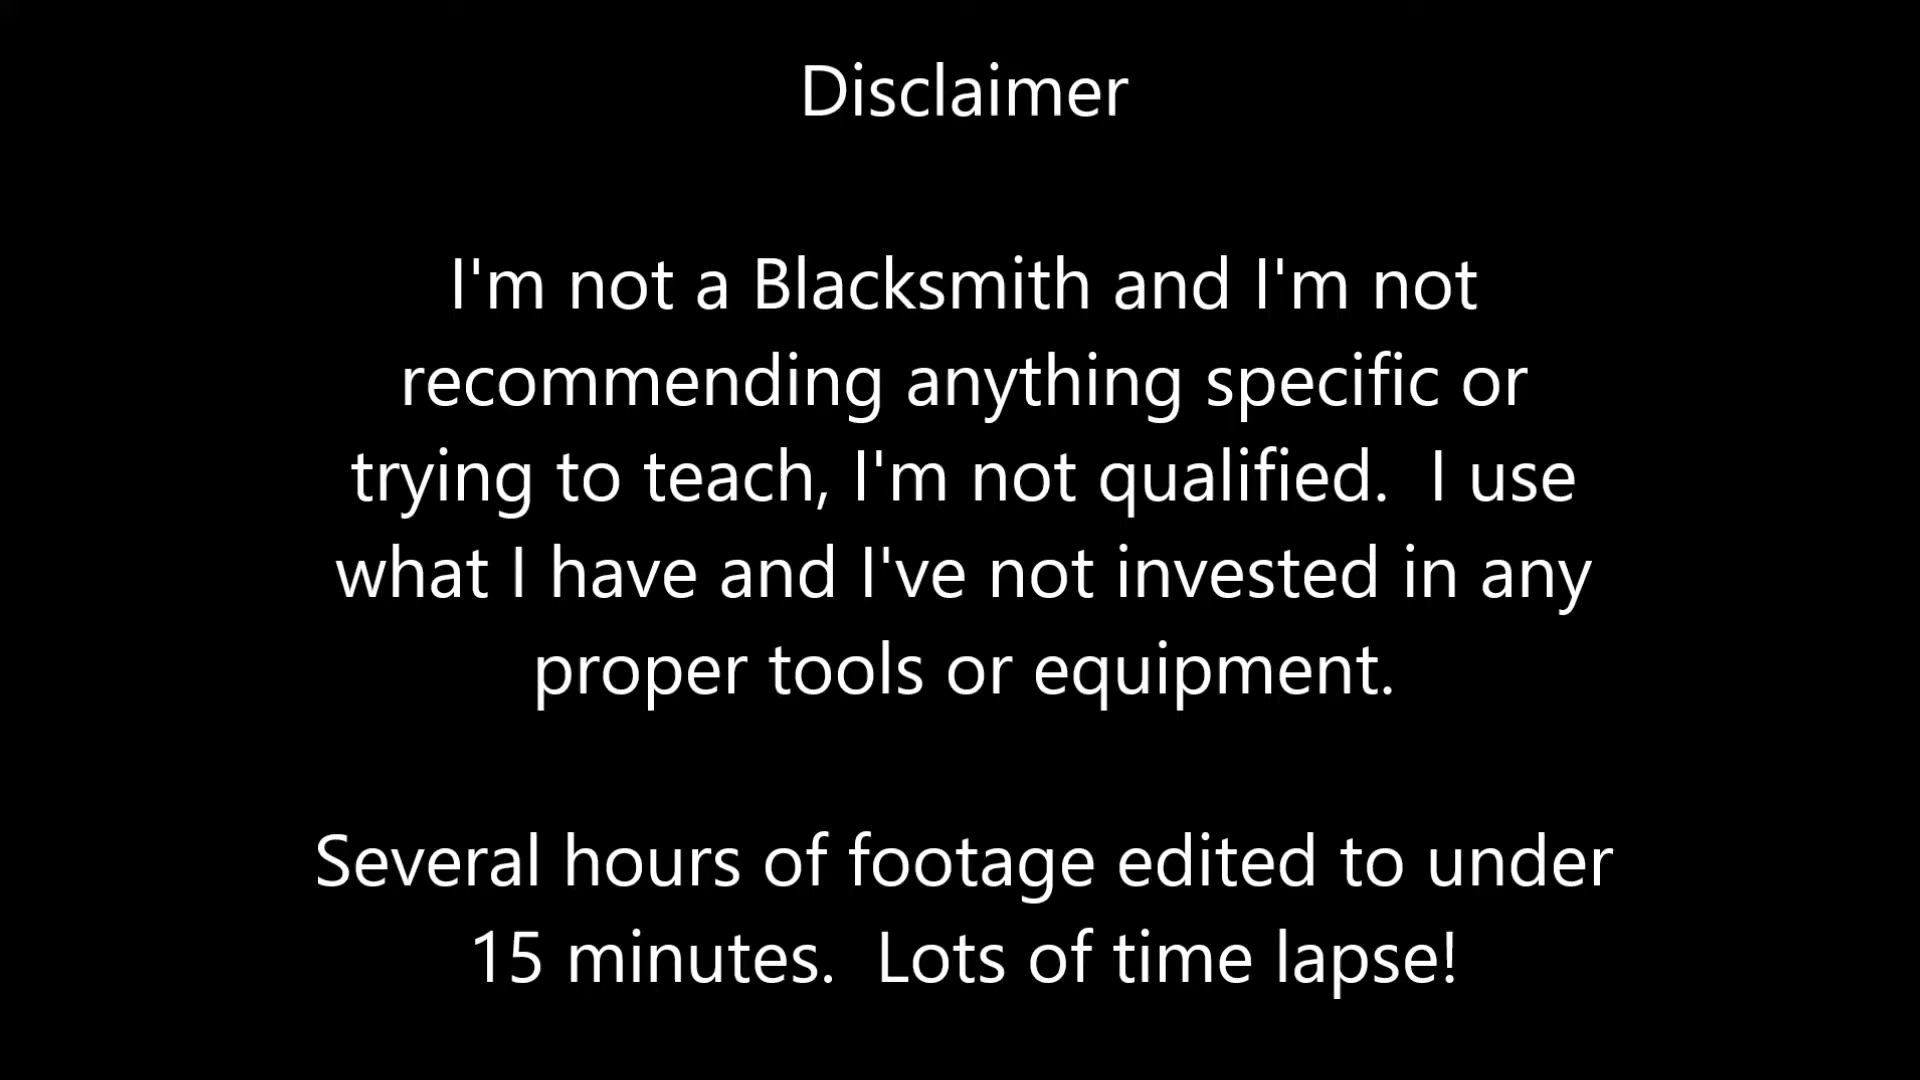 Disclaimer
I'm not a Blacksmith and I'm not
recommending anything specific or
trying to teach, I'm not qualified.  I use
what I have and I've not invested in any
proper tools or equipment.
Several hours of footage edited to under
15 minutes.  Lots of time lapse!